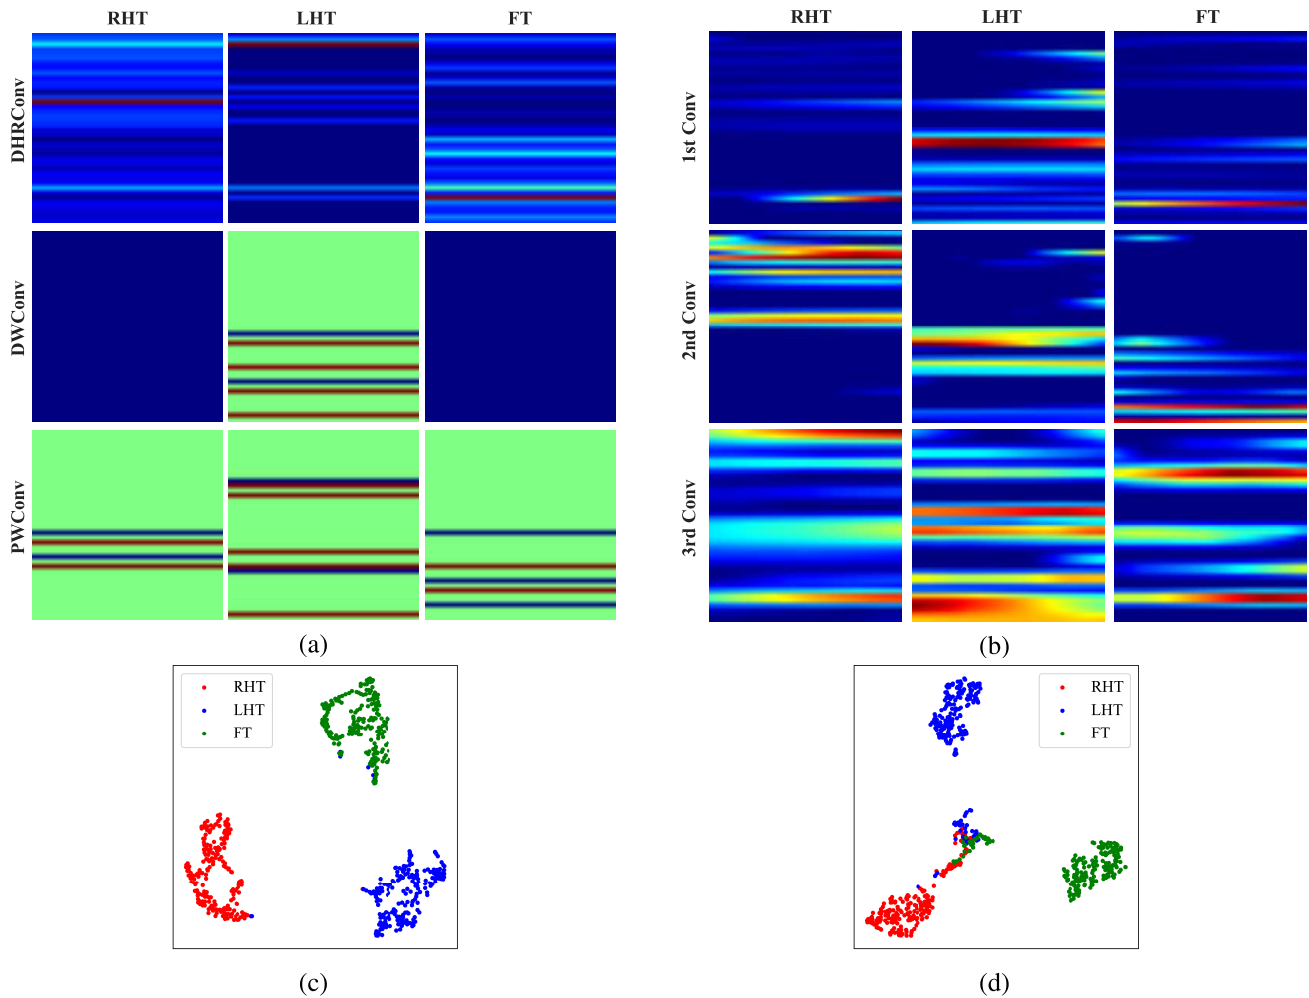 RHT LHT FT
DHRConv
DWConv
PWConv
(a)
RHT LHT FT
1st Conv
2nd Conv
3rd Conv
(b)
RHT
LHT
FT
(c)
RHT
LHT
FT
(d)